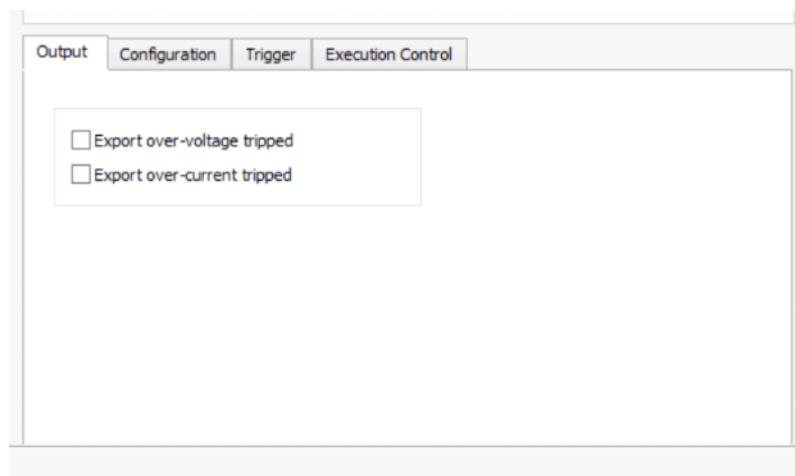 Output Configuration Trigger Execution Control
Export over-voltage tripped
Export over-current tripped